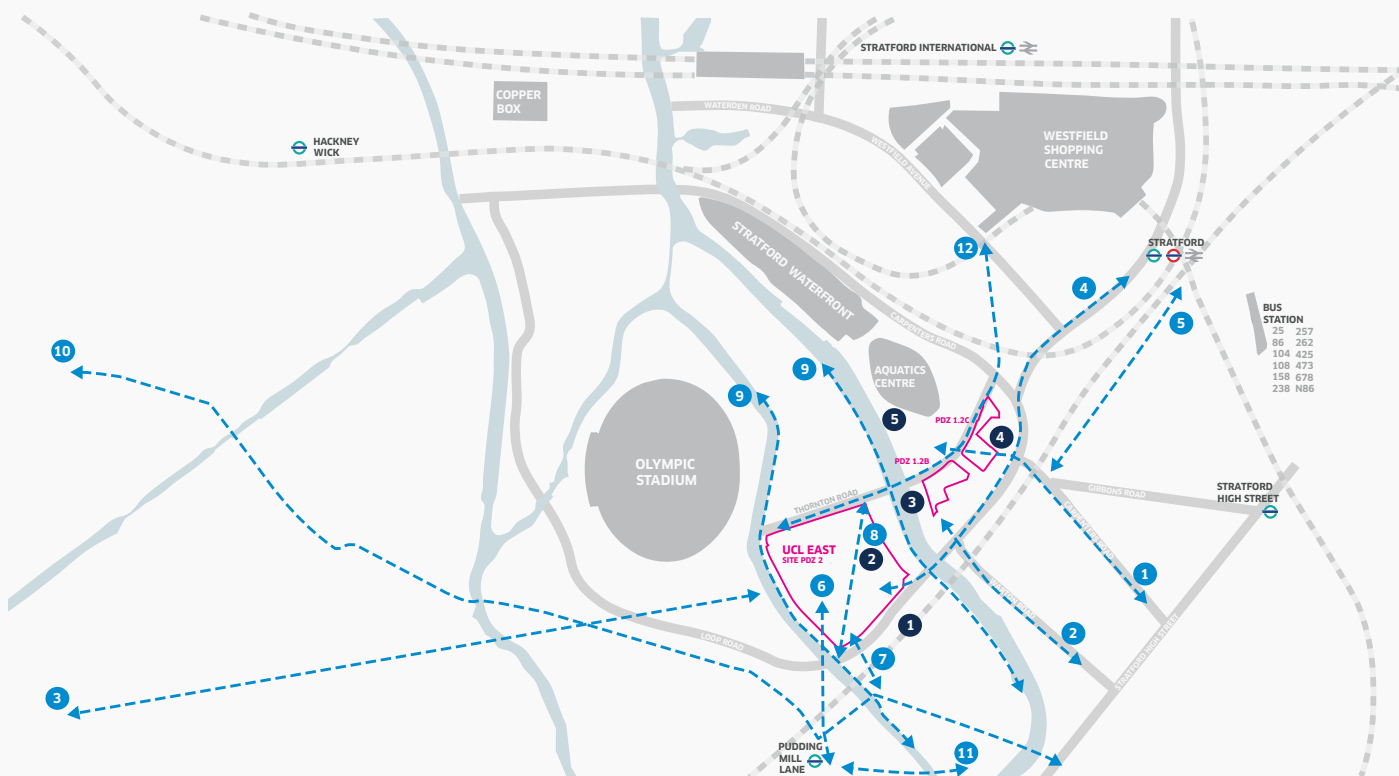 STRATFORD INTERNATIONAL
COPPER
BOX
WATERDEN ROAD
HACKNEY
WICK
WESTFIELD
SHOPPING
CENTRE
WESTFIELD AVENUE
STRATFORD
12
STRATFORD WATERFRONT
4
BUS
STATION
25 257
86 262
104 425
108 473
158 678
238 N86
5
CARPENTERS ROAD
10
9
AQUATICS
CENTRE
9
5
PDZ 1.2C
4
OLYMPIC
STADIUM
PDZ 1.2B
GIBBONS ROAD
STRATFORD
HIGH STREET
THORNTON ROAD
3
CARPENTERS ROAD
8
UCL EAST
SITE PDZ 2
2
1
6
WARTON ROAD
1
2
LOOP ROAD
STRATFORD HIGH STREET
7
3
PUDDING
MILL
LANE
11